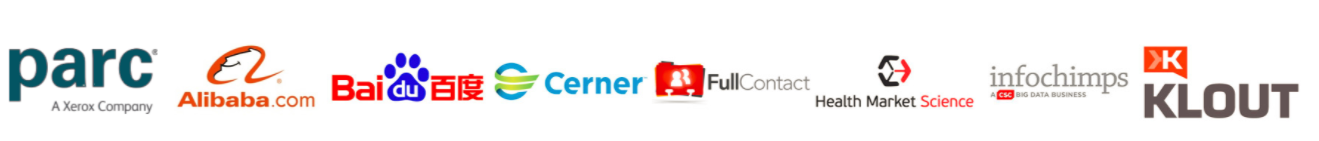 parc®
A Xerox Company
Alibaba.com
Baidu百度
Cerner
FullContact
Health Market Science
infochimps
A CSC BIG DATA BUSINESS
K
KLOUT